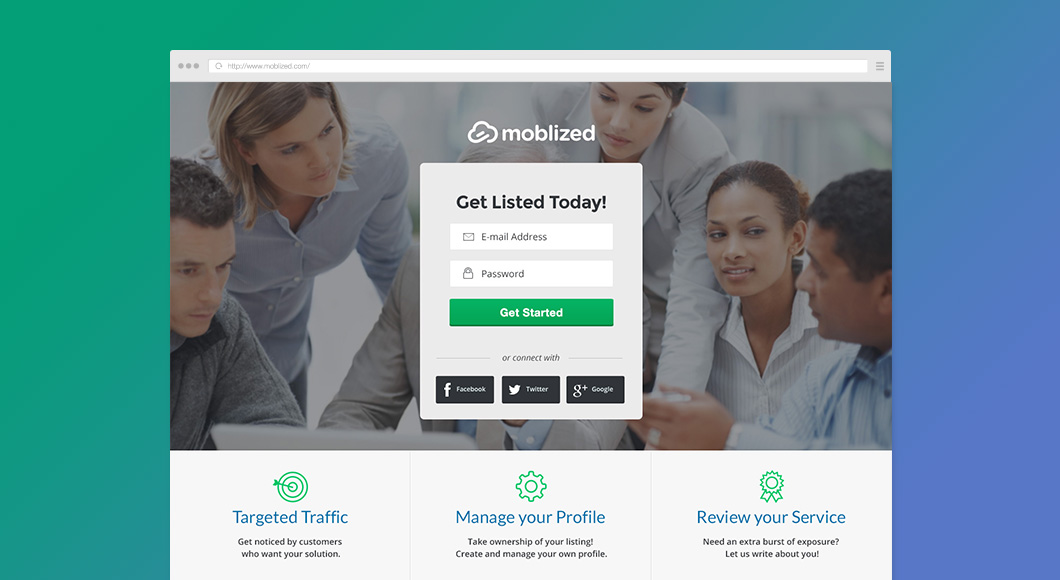 http://www.moblized.com/
moblized
Get Listed Today!
E-mail Address
Password
Get Started
or connect with
Facebook
Twitter
g+ Google
Targeted Traffic
Manage your Profile
Review your Service
Get noticed by customers
who want your solution.
Take ownership of your listing!
Create and manage your own profile.
Need an extra burst of exposure?
Let us write about you!